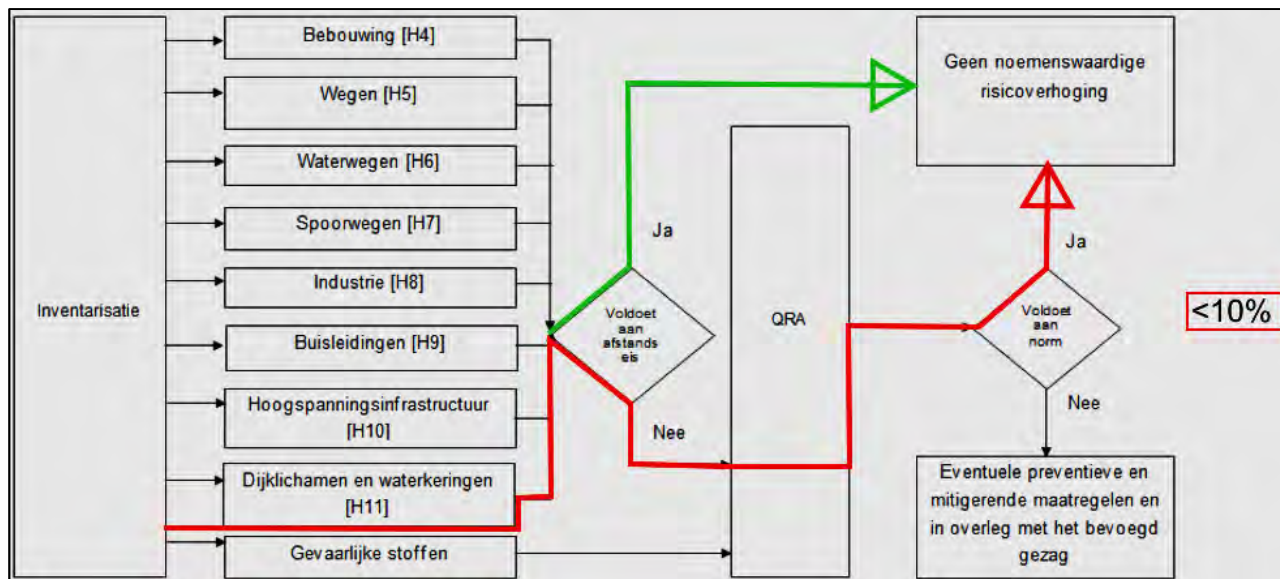 Inventarisatie
Bebouwing [H4]
Wegen [H5]
Waterwegen [H6]
Spoorwegen [H7]
Industrie [H8]
Buisleidingen [H9]
Hoogspanningsinfrastructuur
[H10]
Dijklichamen en waterkeringen
[H11]
Gevaarlijke stoffen
Voldoet
aan
afstands
eis
Ja
Nee
QRA
Geen noemenswaardige
risicoverhoging
Ja
Voldoet
aan
norm
Nee
<10%
Eventuele preventieve en
mitigerende maatregelen en
in overleg met het bevoegd
gezag